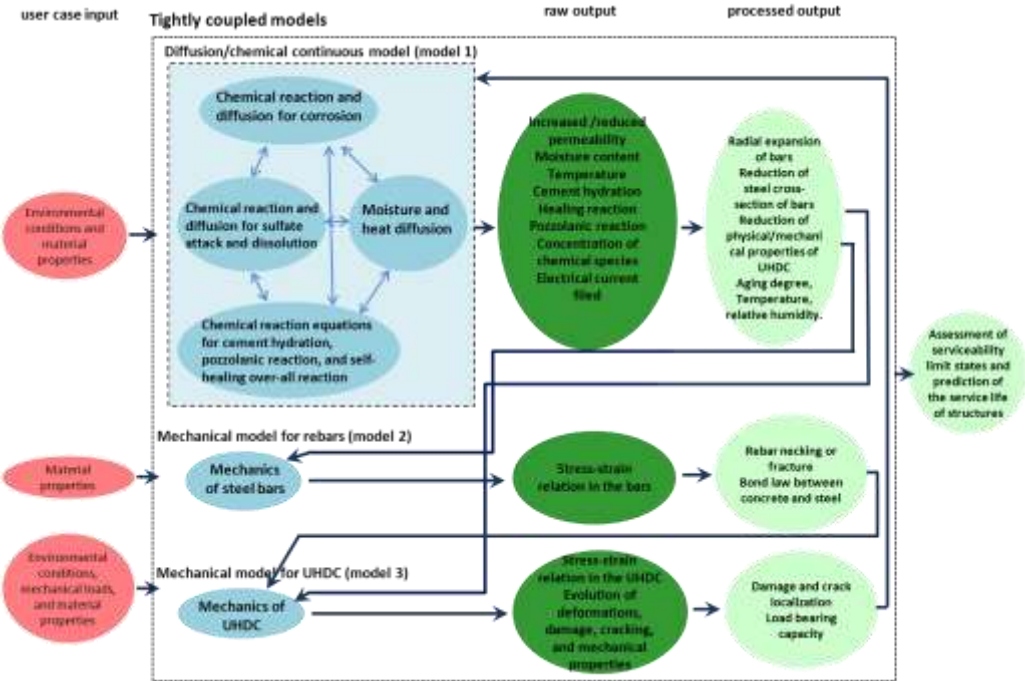 user case input
Tightly coupled models
raw output
processed output
Diffusion/chemical continuous model (model 1)
Chemical reaction and
diffusion for corrosion
Chemical reaction and
diffusion for sulfate
attack and dissolution
Moisture and
heat diffusion
Chemical reaction equations
for cement hydration,
pozzolanic reaction, and self-
healing over-all reaction
Environmental
conditions and
material
properties
Increased /reduced
permeability
Moisture content
Temperature
Cement hydration
Healing reaction
Pozzolanic reaction
Concentration of
chemical species
Electrical current
filed
Radial expansion
of bars
Reduction of
steel cross-
section of bars
Reduction of
physical/mechani
cal properties of
UHDC
Aging degree,
Temperature,
relative humidity.
Assessment of
serviceability
limit states and
prediction of
the service life
of structures
Mechanical model for rebars (model 2)
Material
properties
Mechanics
of steel bars
Stress-strain
relation in the bars
Rebar necking or
fracture
Bond law between
concrete and steel
Mechanical model for UHDC (model 3)
Environmental
conditions,
mechanical loads,
and material
properties
Mechanics of
UHDC
Stress-strain
relation in the UHDC
Evolution of
deformations,
damage, cracking,
and mechanical
properties
Damage and crack
localization
Load bearing
capacity